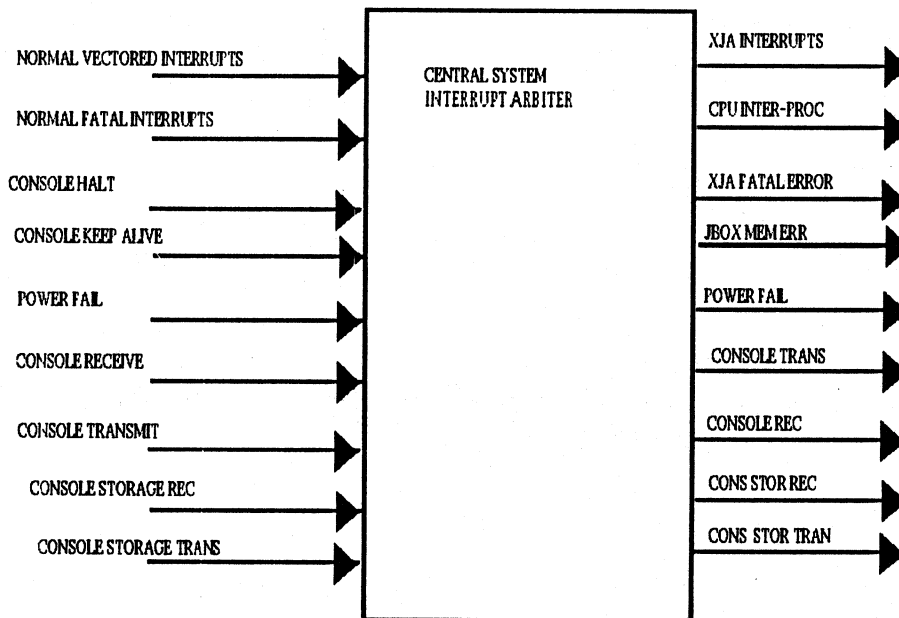 NORMAL VECTORED INTERRUPTS
NORMAL FATAL INTERRUPTS
CONSOLE HALT
CONSOLE KEEP ALIVE
POWER FAIL
CONSOLE RECEIVE
CONSOLE TRANSMIT
CONSOLE STORAGE REC
CONSOLE STORAGE TRANS
CENTRAL SYSTEM
INTERRUPT ARBITER
XJA INTERRUPTS
CPU INTER-PROC
XJA FATAL ERROR
JBOX MEM ERR
POWER FAIL
CONSOLE TRANS
CONSOLE REC
CONS STOR REC
CONS STOR TRAN